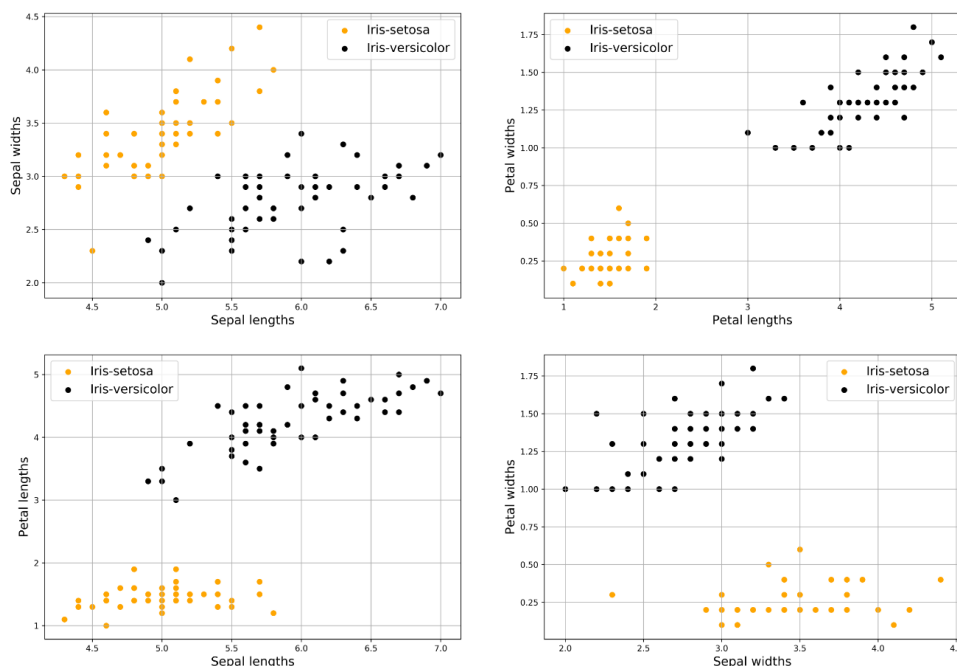 4.5
4.0
3.5
3.0
2.5
2.0
Sepal widths
Iris-setosa
Iris-versicolor
4.5
5.0
5.5
6.0
6.5
7.0
Sepal lengths
1.75
1.50
1.25
1.00
0.75
0.50
0.25
Petal widths
Iris-setosa
Iris-versicolor
1
2
3
4
5
Petal lengths
5
4
3
2
1
Petal lengths
Iris-setosa
Iris-versicolor
4.5
5.0
5.5
6.0
6.5
7.0
Sepal lengths
1.75
1.50
1.25
1.00
0.75
0.50
0.25
Petal widths
Iris-setosa
Iris-versicolor
2.0
2.5
3.0
3.5
4.0
Sepal widths